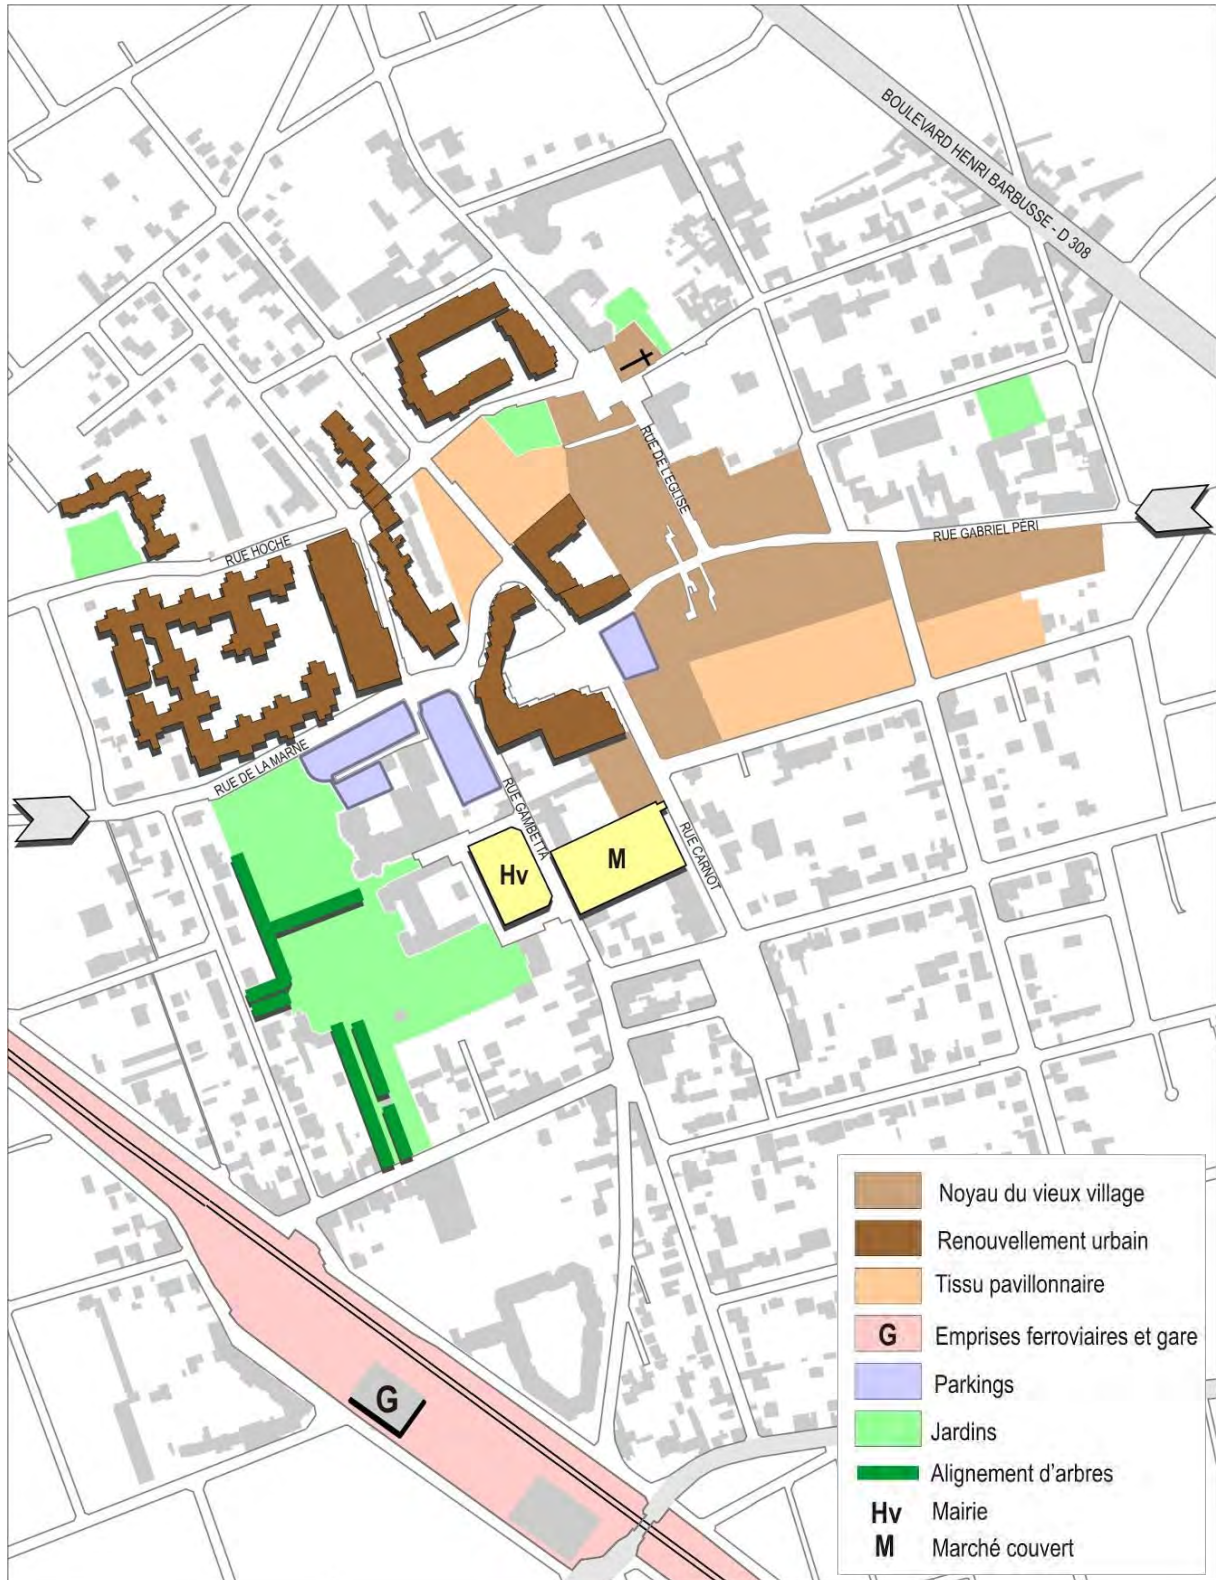 BOULEVARD HENRI BARBUSSE - D 308
RUE DE L'EGLISE
RUE GABRIEL PÉRI
RUE HOCHE
RUE DE LA MARNE
RUE GAMBETTA
RUE CARNOT
Hv
M
G
Noyau du vieux village
Renouvellement urbain
Tissu pavillonnaire
G Emprises ferroviaires et gare
Parkings
Jardins
Alignement d'arbres
Hv Mairie
M Marché couvert